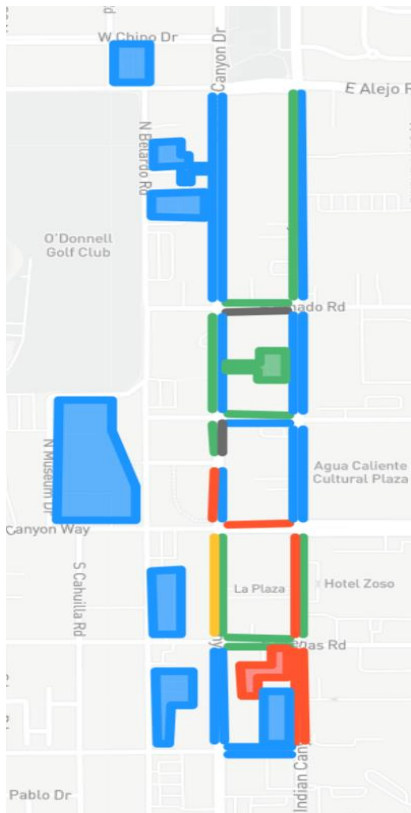 W Chino Dr
Canyon Dr
E Alejo R
N Belardo Rd
O'Donnell
Golf Club
nado Rd
N Museum Dr
Agua Caliente
Cultural Plaza
Canyon Way
S Cahuilla Rd
La Plaza
Hotel Zoso
nas Rd
Indian Can
Pablo Dr